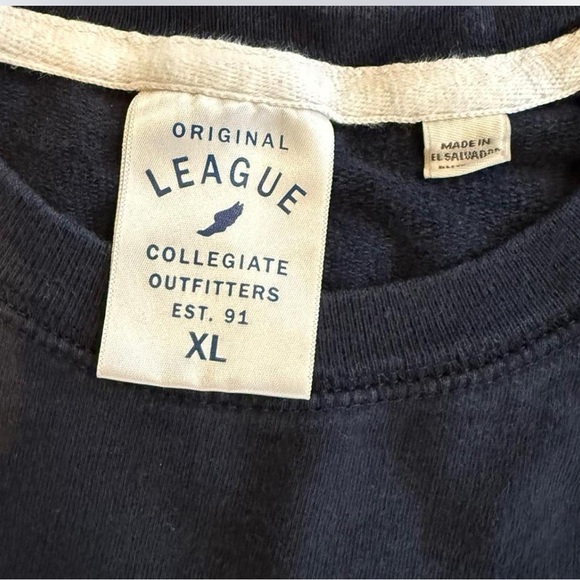 ORIGINAL
LEAGUE
COLLEGIATE
OUTFITTERS
EST. 91
XL
MADE IN
EL SALVADOR